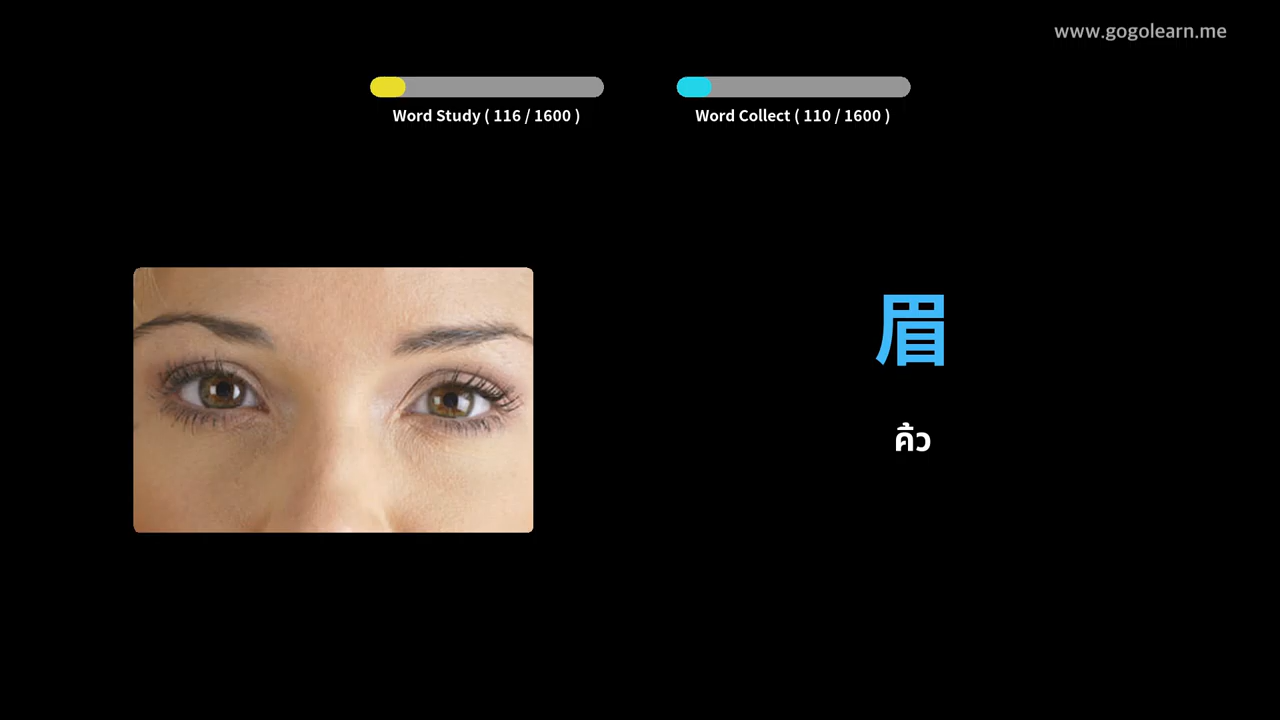 www.gogolearn.me
Word Study ( 116 / 1600 )
Word Collect ( 110 / 1600 )
眉
คิ้ว